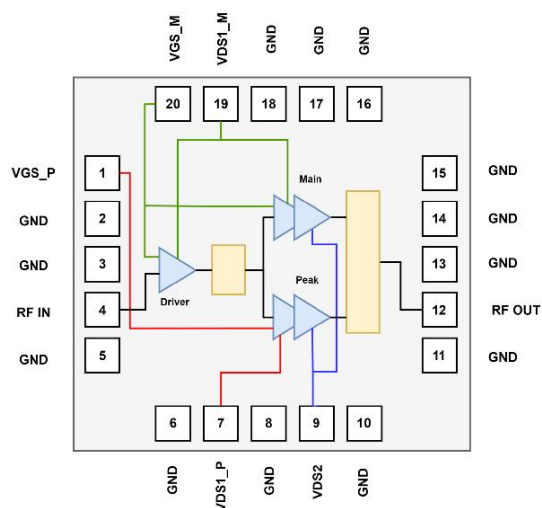 VGS_M
VDS1_M
GND
GND
GND
20
19
18
17
16
VGS_P
1
15
GND
Main
GND
2
14
GND
GND
3
13
GND
Driver
Peak
RF IN
4
12
RF OUT
GND
5
11
GND
6
7
8
9
10
GND
VDS1_P
GND
VDS2
GND